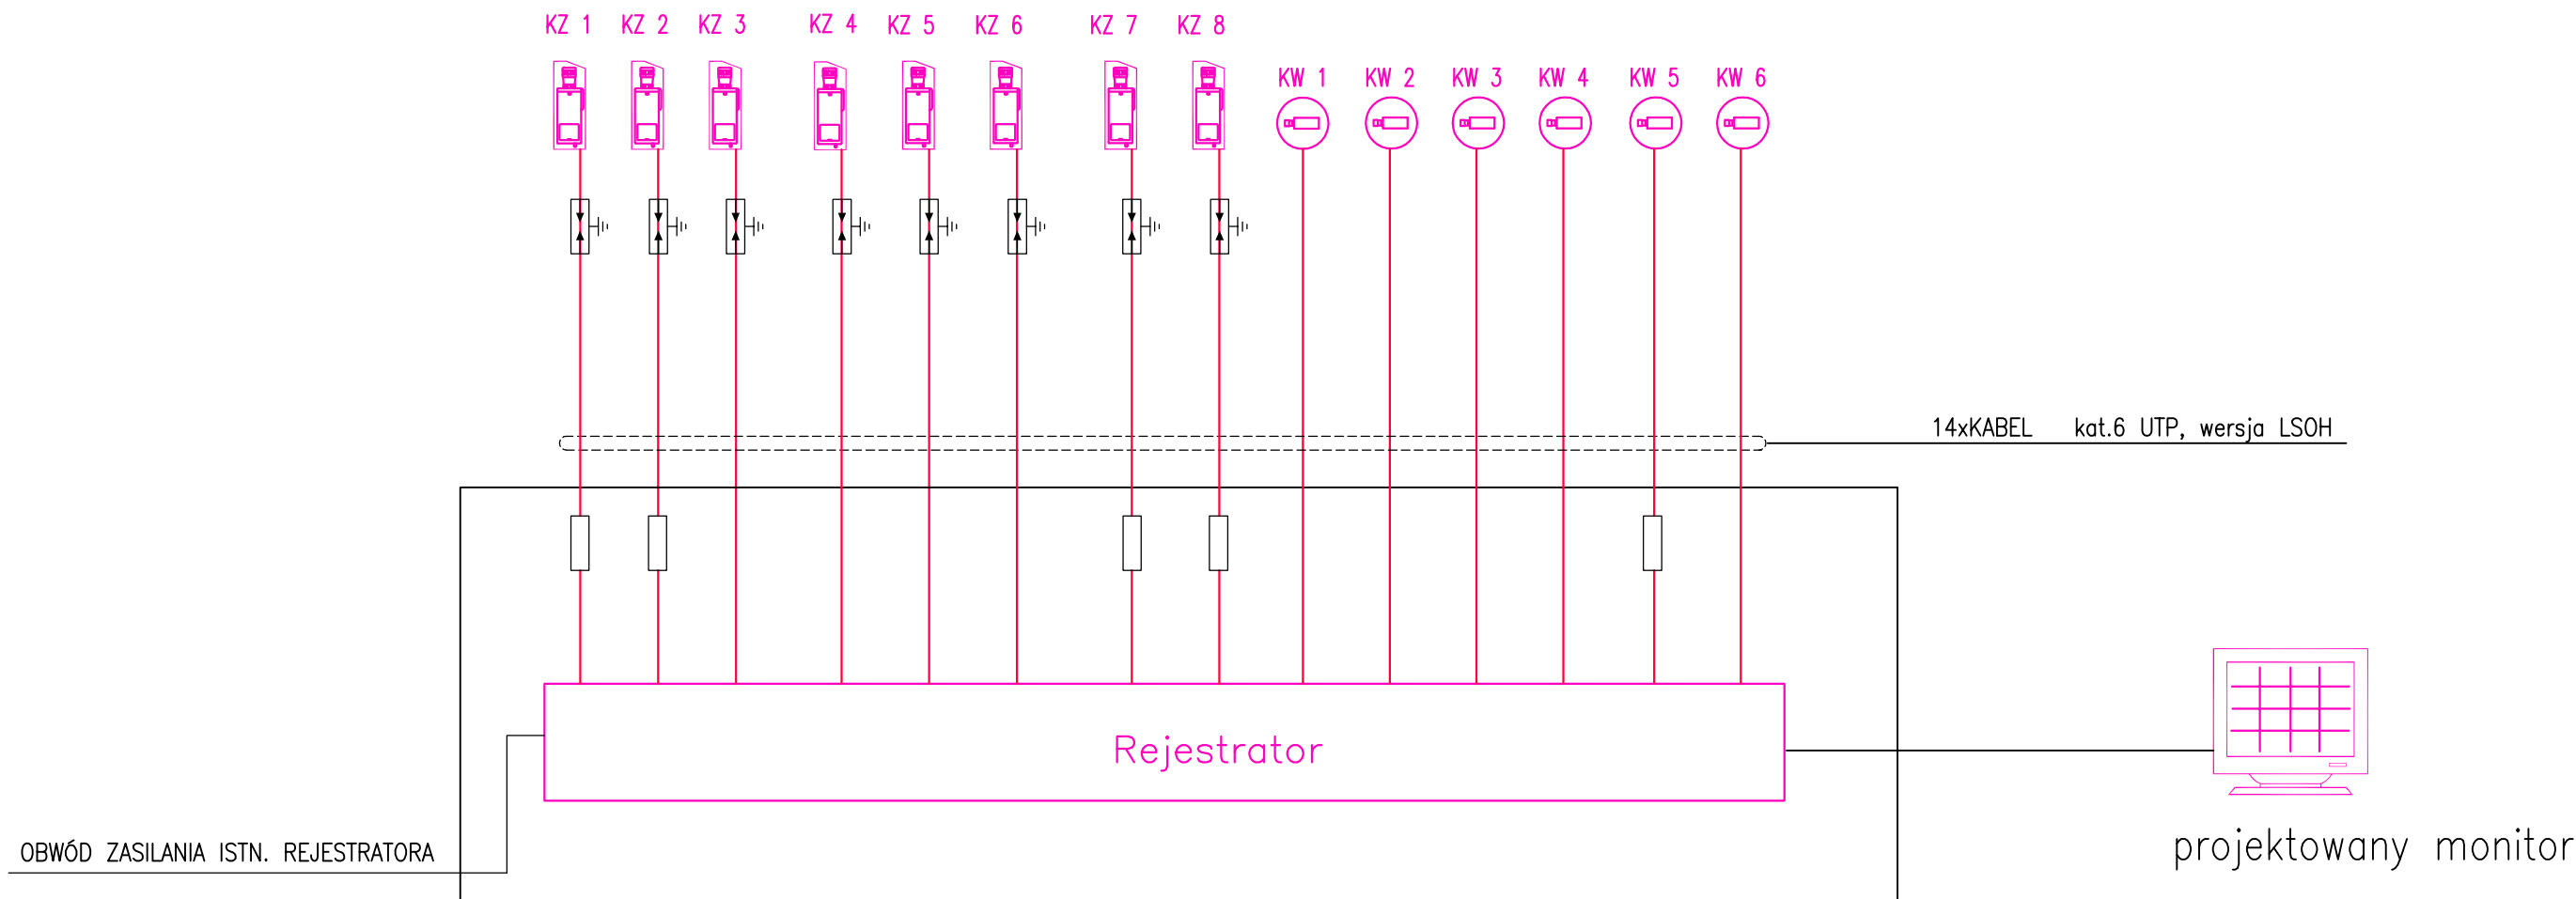 KZ 1 KZ 2 KZ 3 KZ 4 KZ 5 KZ 6 KZ 7 KZ 8
KW 1 KW 2 KW 3 KW 4 KW 5 KW 6
14xKABEL kat.6 UTP, wersja LSOH
Rejestrator
OBWÓD ZASILANIA ISTN. REJESTRATORA
projektowany monitor